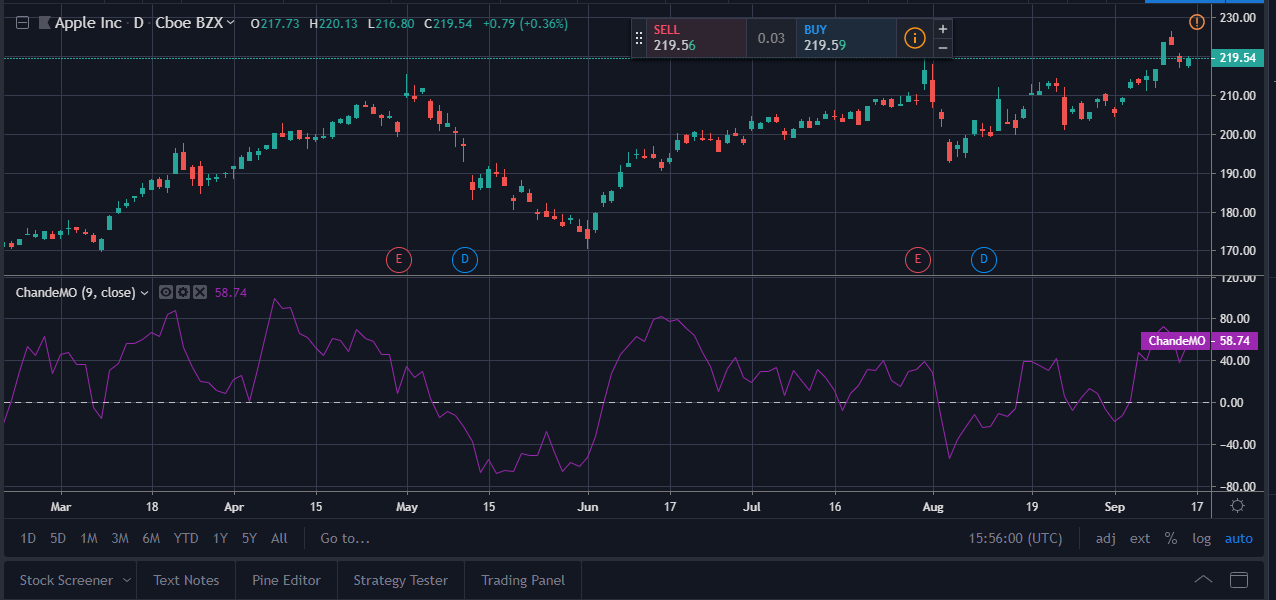 Apple Inc · D · Cboe BZX O217.73 H220.13 L216.80 C219.54 +0.79 (+0.36%)
SELL
219.56
0.03
BUY
219.59
i
+
−
!
230.00
219.54
210.00
200.00
190.00
180.00
170.00
E
D
E
D
ChandeMO (9, close) 58.74
120.00
80.00
ChandeMO 58.74
40.00
0.00
−40.00
−80.00
Mar 18 Apr 15 May 15 Jun 17 Jul 16 Aug 19 Sep 17
1D 5D 1M 3M 6M YTD 1Y 5Y All Go to... 15:56:00 (UTC) adj ext % log auto
Stock Screener Text Notes Pine Editor Strategy Tester Trading Panel